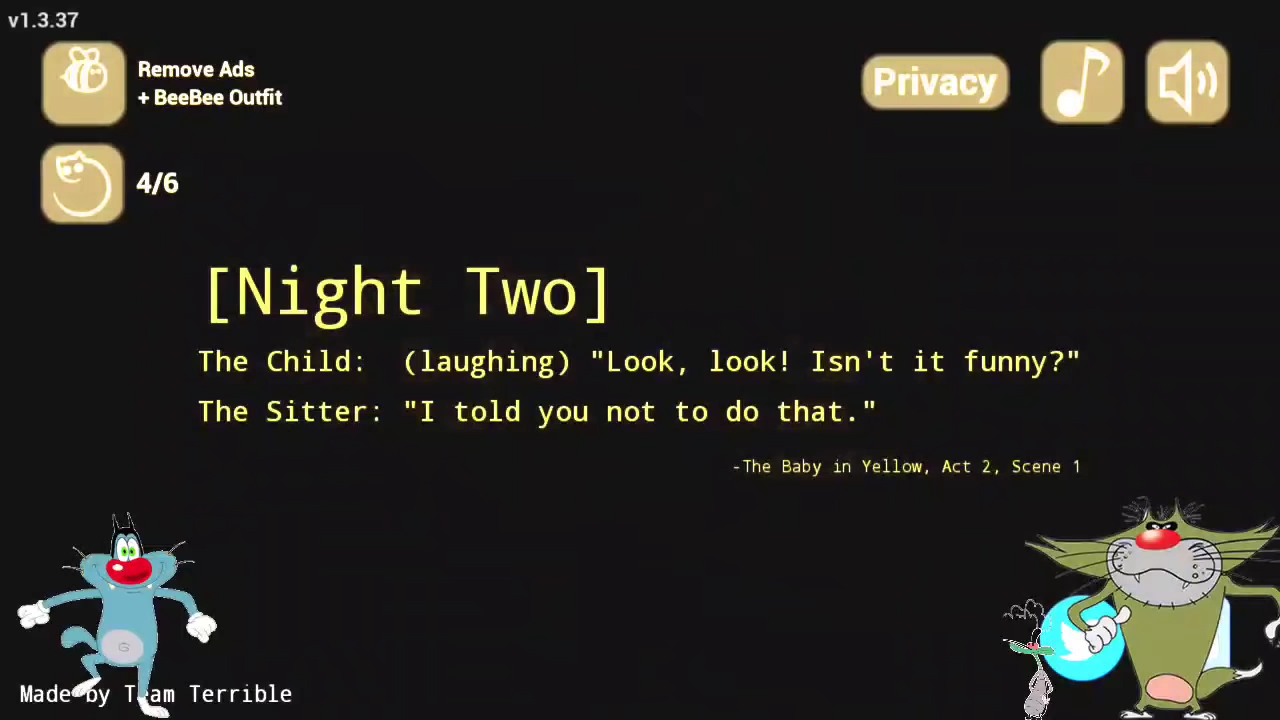 v1.3.37
Remove Ads
+ BeeBee Outfit
Privacy
4/6
[Night Two]
The Child: (laughing) "Look, look! Isn't it funny?"
The Sitter: "I told you not to do that."
-The Baby in Yellow, Act 2, Scene 1
Made by Team Terrible